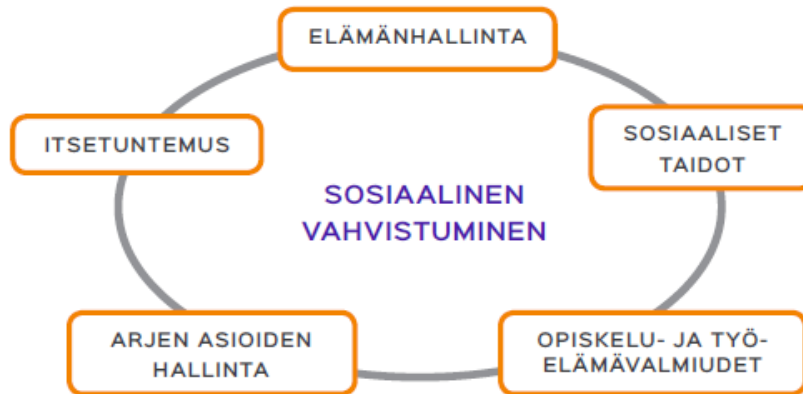 ELÄMÄNHALLINTA
ITSETUNTEMUS
SOSIAALISET
TAIDOT
SOSIAALINEN
VAHVISTUMINEN
ARJEN ASIOIDEN
HALLINTA
OPISKELU- JA TYÖ-
ELÄMÄVALMIUDET